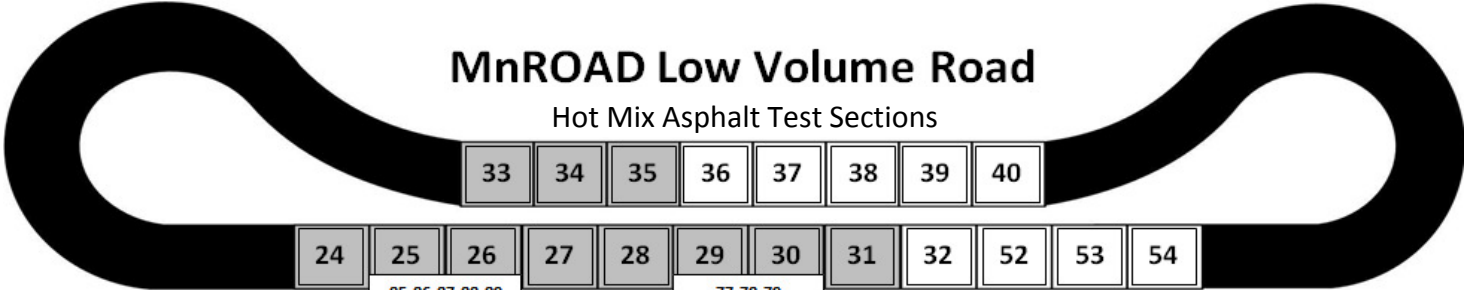 MnROAD Low Volume Road
Hot Mix Asphalt Test Sections
33 34 35 36 37 38 39 40
24 25 26 27 28 29 30 31 32 52 53 54